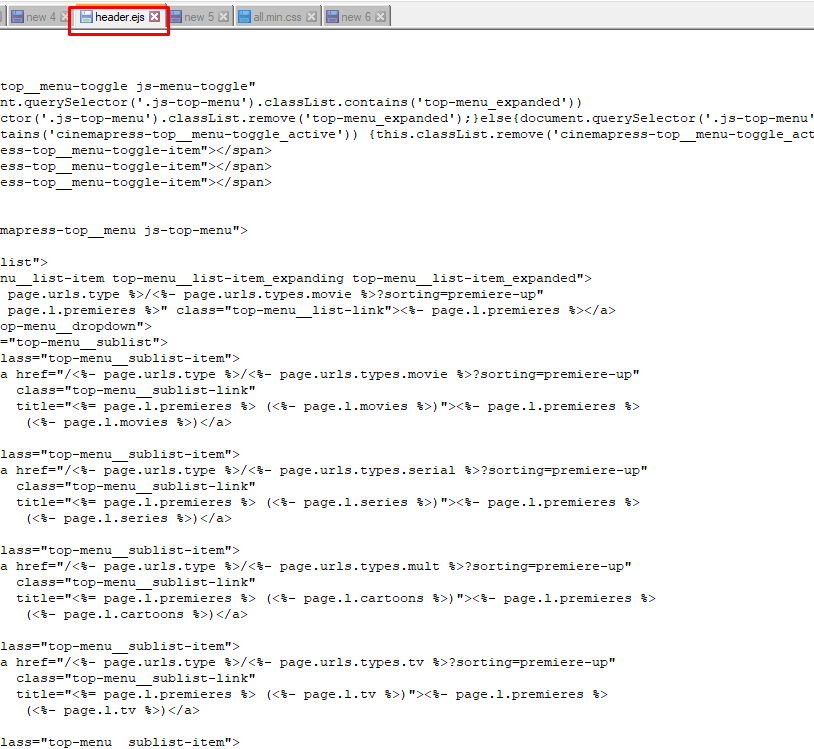 new 4 header.ejs new 5 all.min.css new 6
top__menu-toggle js-menu-toggle"
nt.querySelector('.js-top-menu').classList.contains('top-menu_expanded'))
ctor('.js-top-menu').classList.remove('top-menu_expanded');}else{document.querySelector('.js-top-menu'
tains('cinemapress-top__menu-toggle_active')) {this.classList.remove('cinemapress-top__menu-toggle_act
ess-top__menu-toggle-item"></span>
ess-top__menu-toggle-item"></span>
ess-top__menu-toggle-item"></span>
mapress-top__menu js-top-menu">
list">
nu__list-item top-menu__list-item_expanding top-menu__list-item_expanded">
page.urls.type %>/<%- page.urls.types.movie %>?sorting=premiere-up"
page.l.premieres %>" class="top-menu__list-link"><%- page.l.premieres %></a>
op-menu__dropdown">
="top-menu__sublist">
lass="top-menu__sublist-item">
a href="/<%- page.urls.type %>/<%- page.urls.types.movie %>?sorting=premiere-up"
class="top-menu__sublist-link"
title="<%= page.l.premieres %> (<%- page.l.movies %>)"><%- page.l.premieres %>
(<%- page.l.movies %>)</a>
lass="top-menu__sublist-item">
a href="/<%- page.urls.type %>/<%- page.urls.types.serial %>?sorting=premiere-up"
class="top-menu__sublist-link"
title="<%= page.l.premieres %> (<%- page.l.series %>)"><%- page.l.premieres %>
(<%- page.l.series %>)</a>
lass="top-menu__sublist-item">
a href="/<%- page.urls.type %>/<%- page.urls.types.mult %>?sorting=premiere-up"
class="top-menu__sublist-link"
title="<%= page.l.premieres %> (<%- page.l.cartoons %>)"><%- page.l.premieres %>
(<%- page.l.cartoons %>)</a>
lass="top-menu__sublist-item">
a href="/<%- page.urls.type %>/<%- page.urls.types.tv %>?sorting=premiere-up"
class="top-menu__sublist-link"
title="<%= page.l.premieres %> (<%- page.l.tv %>)"><%- page.l.premieres %>
(<%- page.l.tv %>)</a>
lass="top-menu__sublist-item">